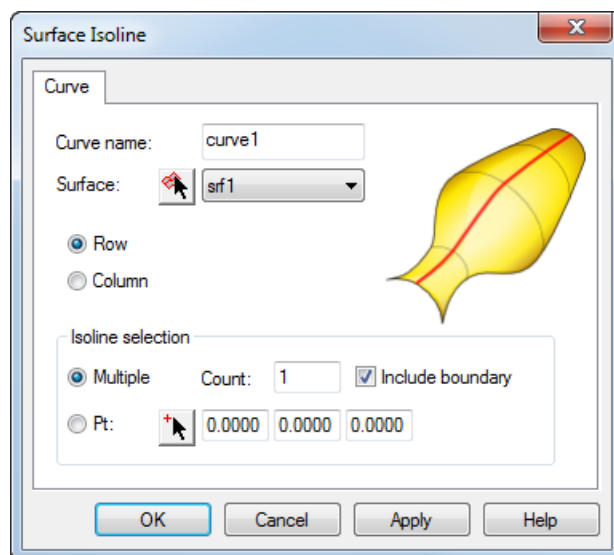 Surface Isoline
Curve
Curve name: curve1
Surface: srf1
Row
Column
Isoline selection
Multiple Count: 1 Include boundary
Pt: 0.0000 0.0000 0.0000
OK Cancel Apply Help